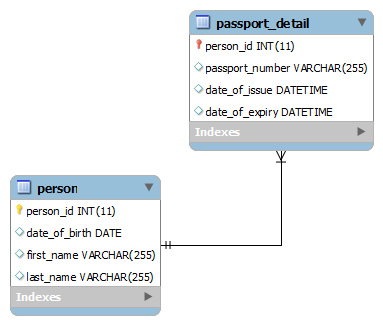 passport_detail
person_id INT(11)
passport_number VARCHAR(255)
date_of_issue DATETIME
date_of_expiry DATETIME
Indexes
person
person_id INT(11)
date_of_birth DATE
first_name VARCHAR(255)
last_name VARCHAR(255)
Indexes